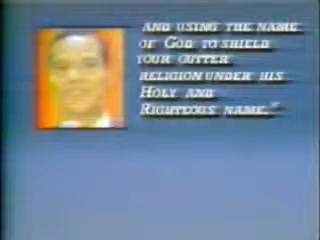 AND USING THE NAME
OF GOD TO SHIELD
YOUR GUTTER
RELIGION UNDER HIS
HOLY AND
RIGHTEOUS NAME."